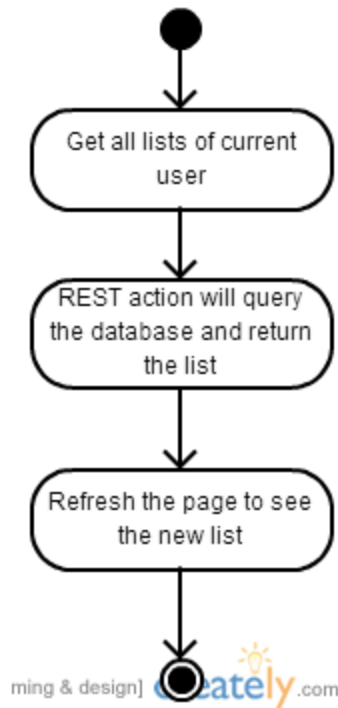 Get all lists of current
user
REST action will query
the database and return
the list
Refresh the page to see
the new list
ming & design] creately.com